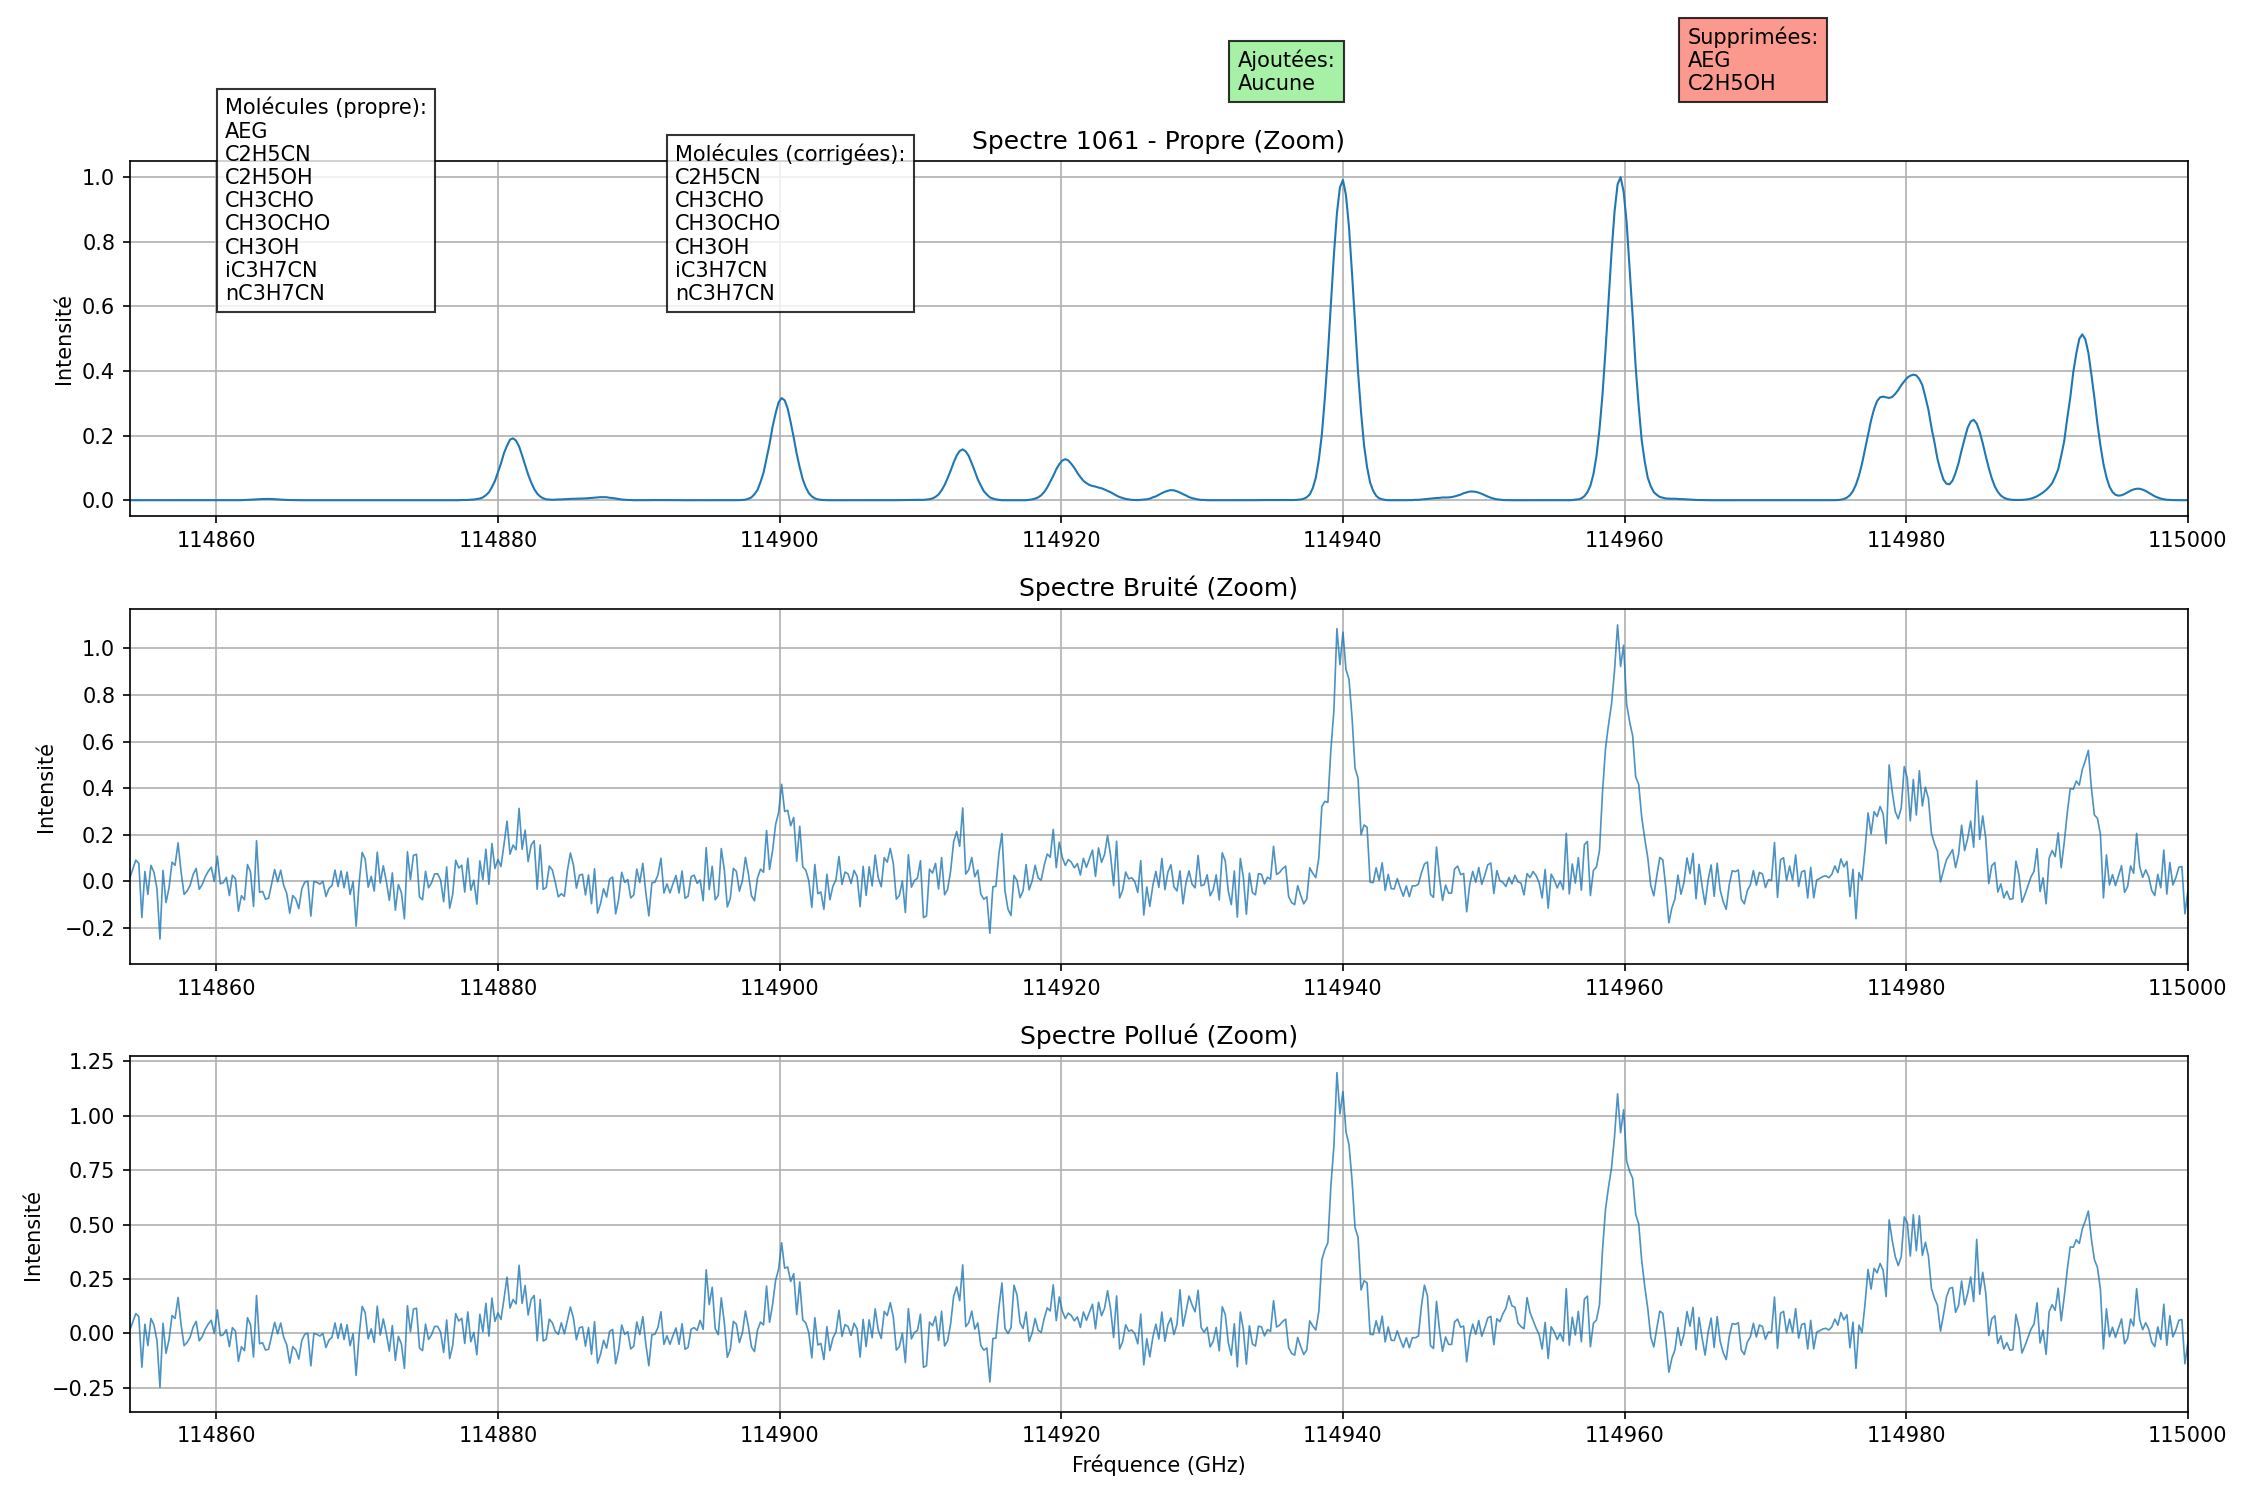 Supprimées:
AEG
C2H5OH
Ajoutées:
Aucune
Molécules (propre):
AEG
C2H5CN
C2H5OH
CH3CHO
CH3OCHO
CH3OH
iC3H7CN
nC3H7CN
Molécules (corrigées):
C2H5CN
CH3CHO
CH3OCHO
CH3OH
iC3H7CN
nC3H7CN
Spectre 1061 - Propre (Zoom)
Intensité
1.0
0.8
0.6
0.4
0.2
0.0
114860 114880 114900 114920 114940 114960 114980 115000
Spectre Bruité (Zoom)
Intensité
1.0
0.8
0.6
0.4
0.2
0.0
−0.2
114860 114880 114900 114920 114940 114960 114980 115000
Spectre Pollué (Zoom)
Intensité
1.25
1.00
0.75
0.50
0.25
0.00
−0.25
114860 114880 114900 114920 114940 114960 114980 115000
Fréquence (GHz)